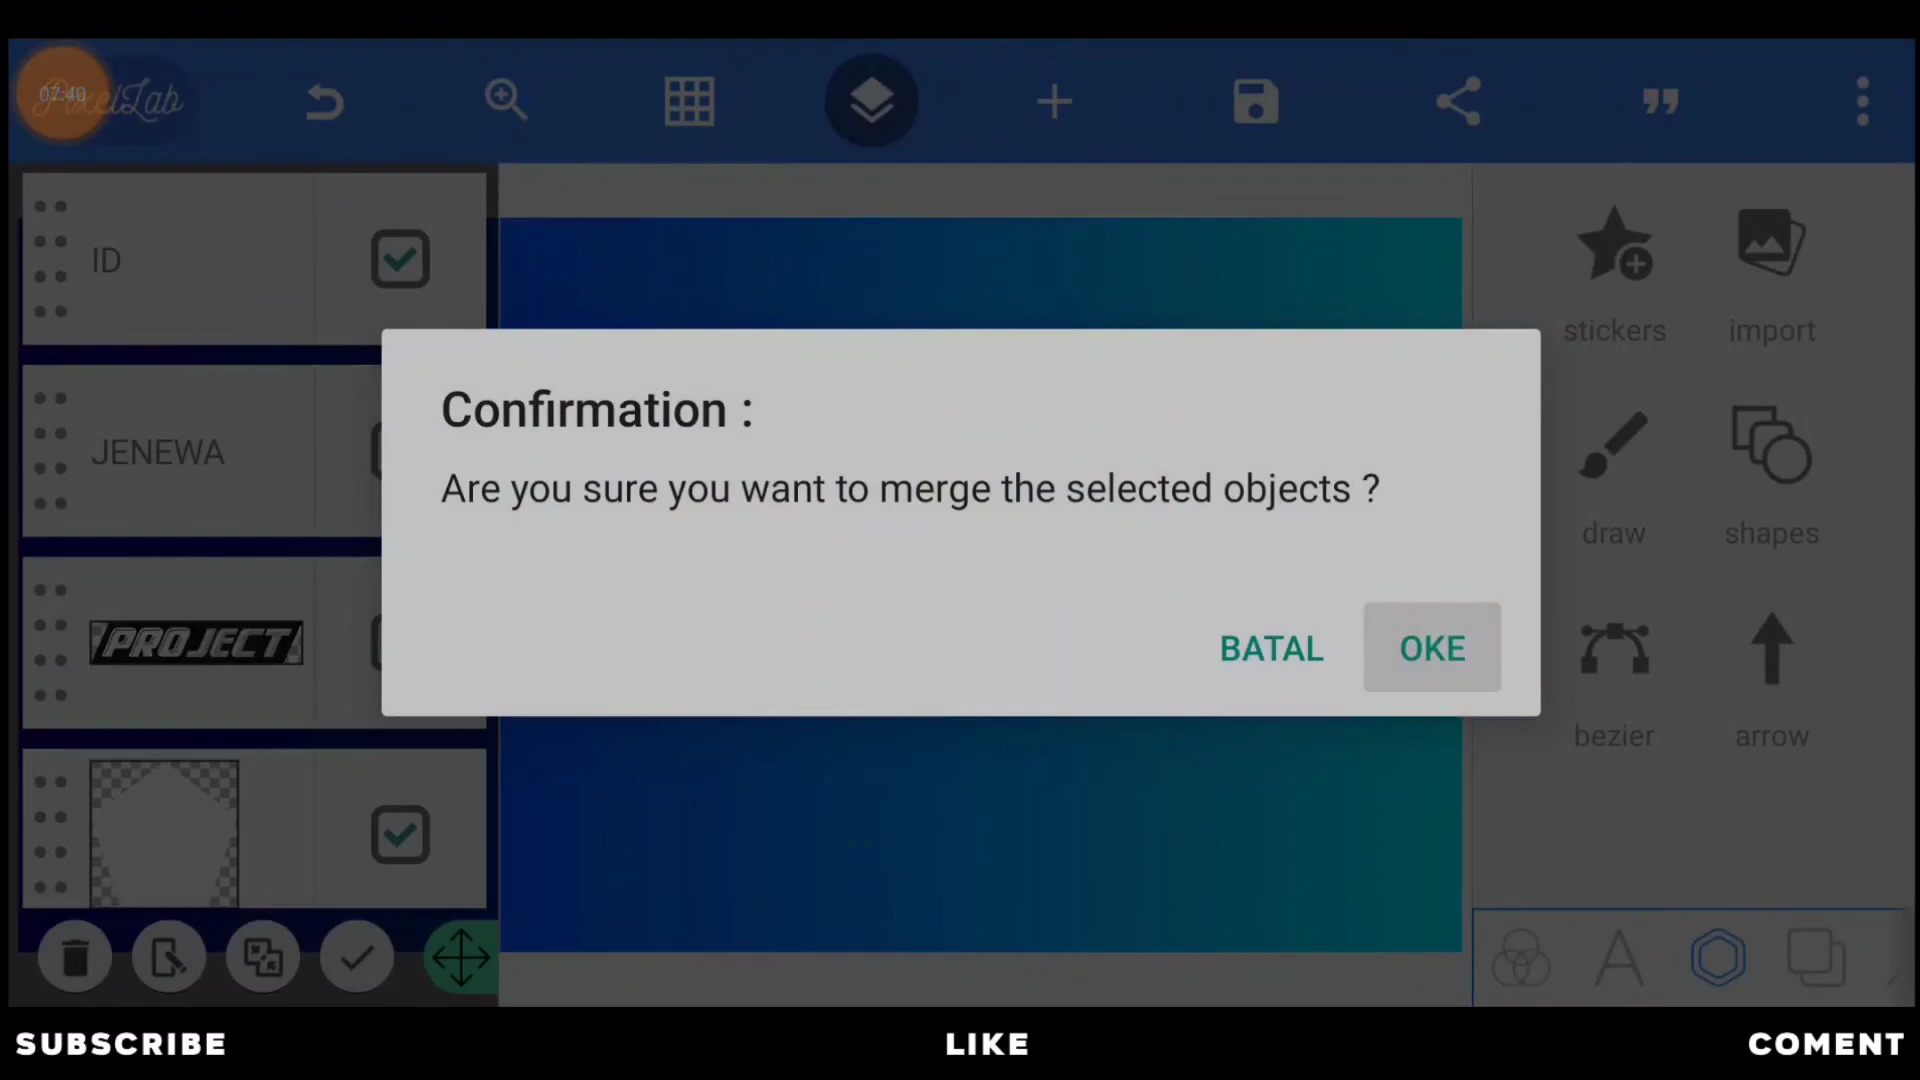 07:40
PixelLab
ID
JENEWA
PROJECT
Confirmation :
Are you sure you want to merge the selected objects ?
BATAL OKE
stickers import
draw shapes
bezier arrow
SUBSCRIBE LIKE COMENT